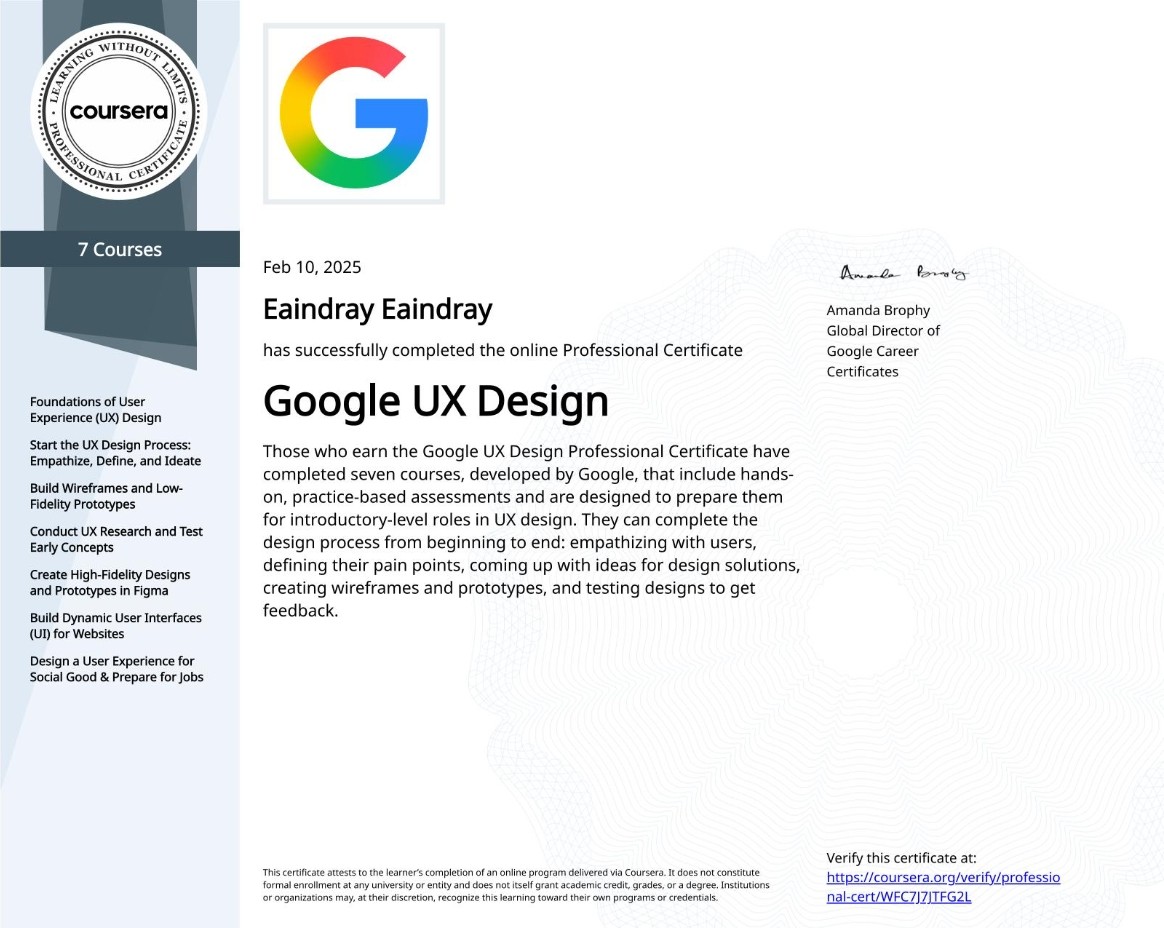 LEARNING WITHOUT LIMITS
coursera
PROFESSIONAL CERTIFICATE
7 Courses
Foundations of User
Experience (UX) Design
Start the UX Design Process:
Empathize, Define, and Ideate
Build Wireframes and Low-
Fidelity Prototypes
Conduct UX Research and Test
Early Concepts
Create High-Fidelity Designs
and Prototypes in Figma
Build Dynamic User Interfaces
(UI) for Websites
Design a User Experience for
Social Good & Prepare for Jobs
G
Feb 10, 2025
Eaindray Eaindray
has successfully completed the online Professional Certificate
Google UX Design
Those who earn the Google UX Design Professional Certificate have
completed seven courses, developed by Google, that include hands-
on, practice-based assessments and are designed to prepare them
for introductory-level roles in UX design. They can complete the
design process from beginning to end: empathizing with users,
defining their pain points, coming up with ideas for design solutions,
creating wireframes and prototypes, and testing designs to get
feedback.
Amanda Brophy
Amanda Brophy
Global Director of
Google Career
Certificates
This certificate attests to the learner's completion of an online program delivered via Coursera. It does not constitute
formal enrollment at any university or entity and does not itself grant academic credit, grades, or a degree. Institutions
or organizations may, at their discretion, recognize this learning toward their own programs or credentials.
Verify this certificate at:
https://coursera.org/verify/professio
nal-cert/WFC7J7JTFG2L